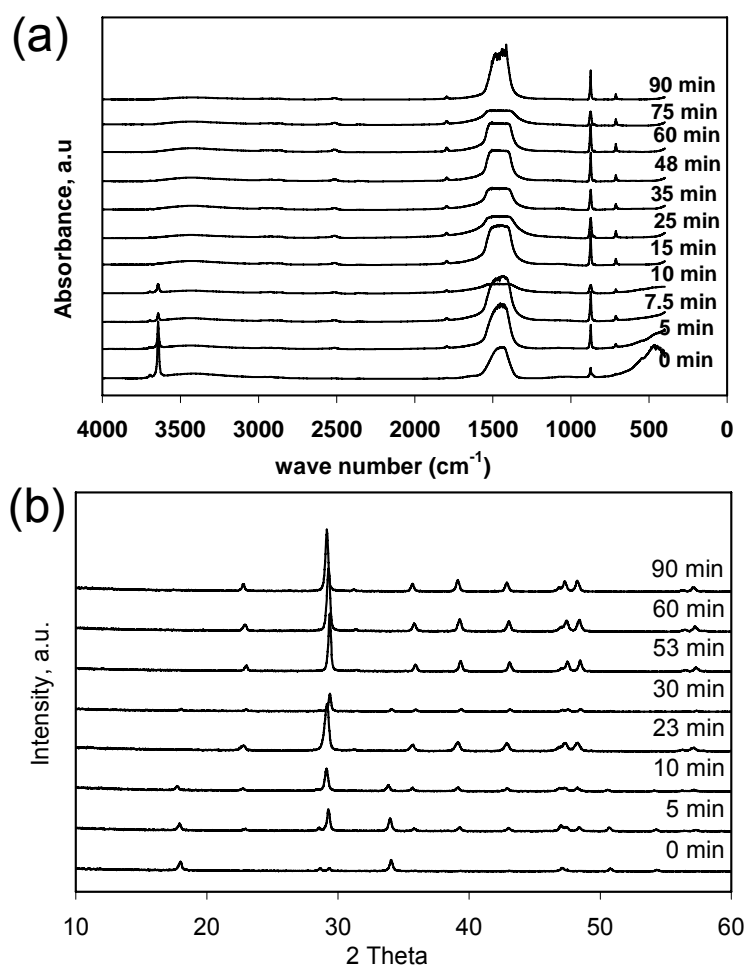 (a)
90 min
75 min
60 min
48 min
35 min
25 min
15 min
10 min
7.5 min
5 min
0 min
Absorbance, a.u
4000 3500 3000 2500 2000 1500 1000 500 0
wave number (cm-1)
(b)
90 min
60 min
53 min
30 min
23 min
10 min
5 min
0 min
Intensity, a.u.
10 20 30 40 50 60
2 Theta